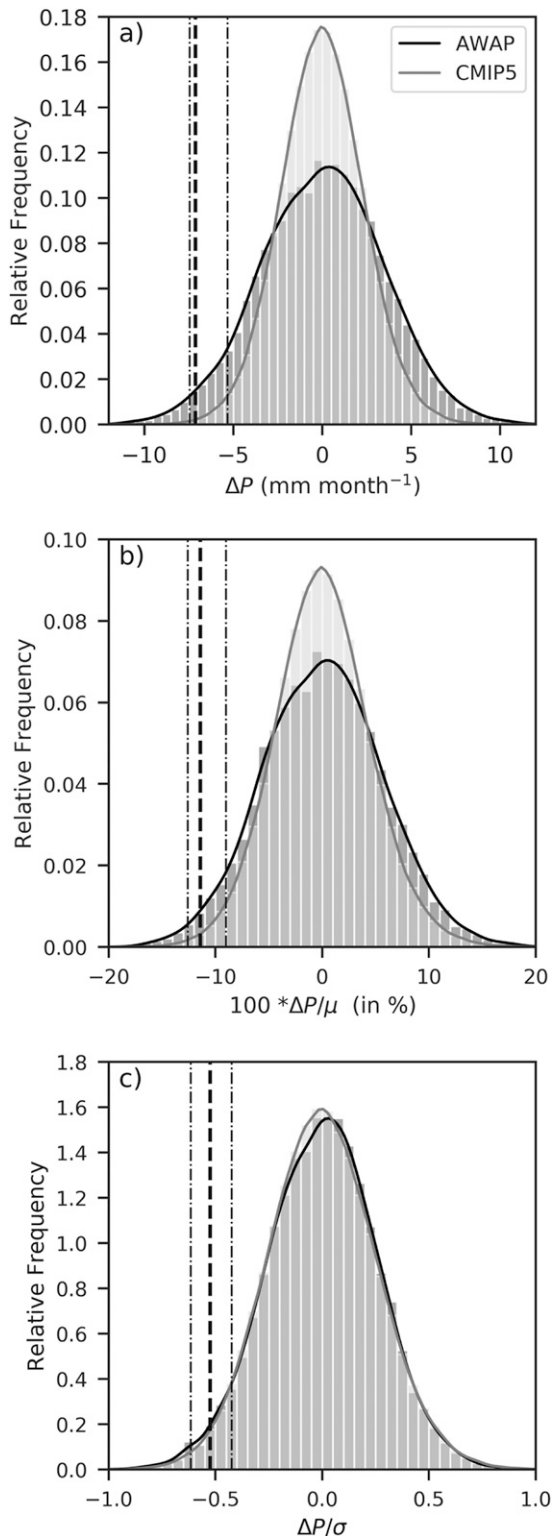 a)
AWAP
CMIP5
0.18
0.16
0.14
0.12
0.10
0.08
0.06
0.04
0.02
0.00
Relative Frequency
−10 −5 0 5 10
ΔP (mm month⁻¹)
b)
0.10
0.08
0.06
0.04
0.02
0.00
Relative Frequency
−20 −10 0 10 20
100 *ΔP/μ (in %)
c)
1.8
1.6
1.4
1.2
1.0
0.8
0.6
0.4
0.2
0.0
Relative Frequency
−1.0 −0.5 0.0 0.5 1.0
ΔP/σ